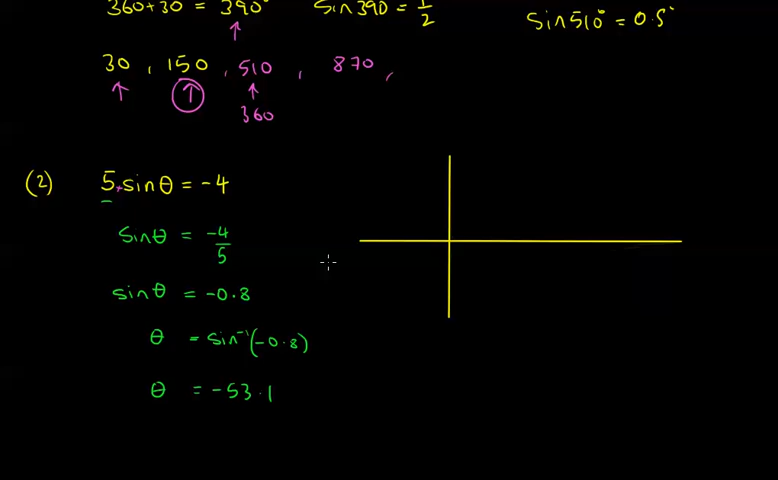 360+30 = 390° sin390 = 1/2 sin510° = 0.5
30, 150, 510, 870,
360
(2) 5×sinθ = -4
sinθ = -4/5
sinθ = -0.8
θ = sin⁻¹(-0.8)
θ = -53.1